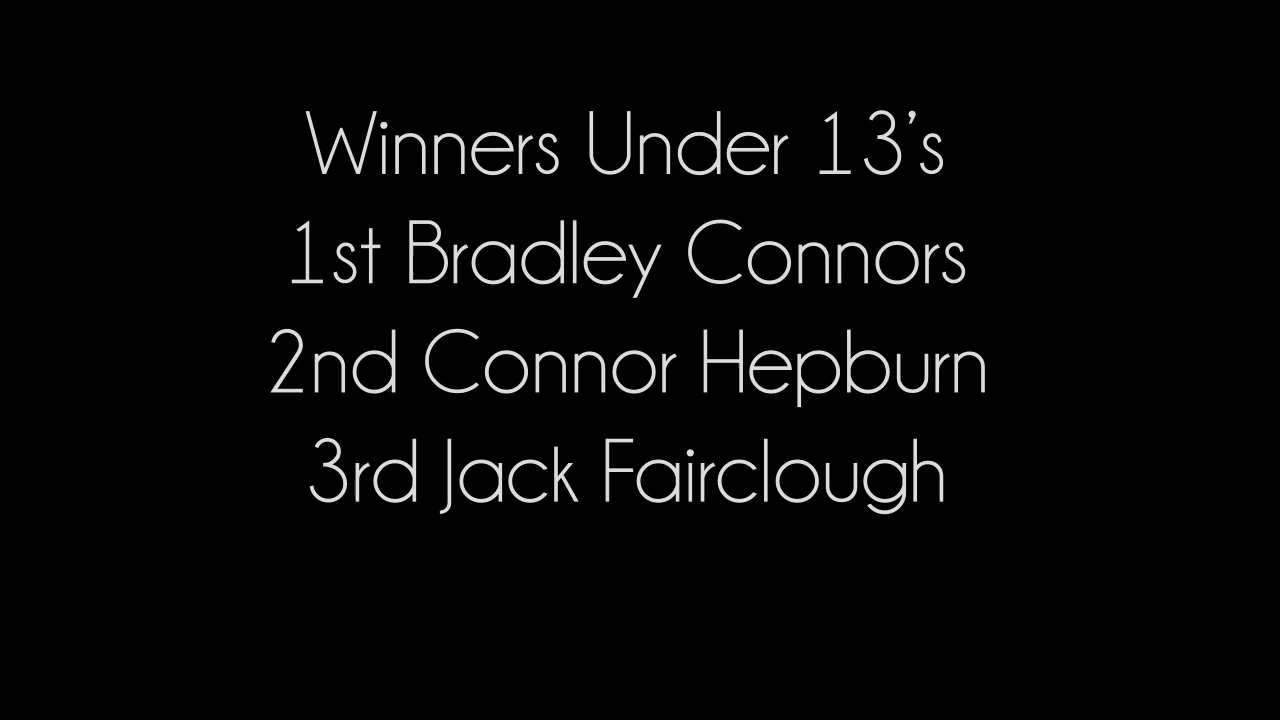 Winners Under 13's
1st Bradley Connors
2nd Connor Hepburn
3rd Jack Fairclough